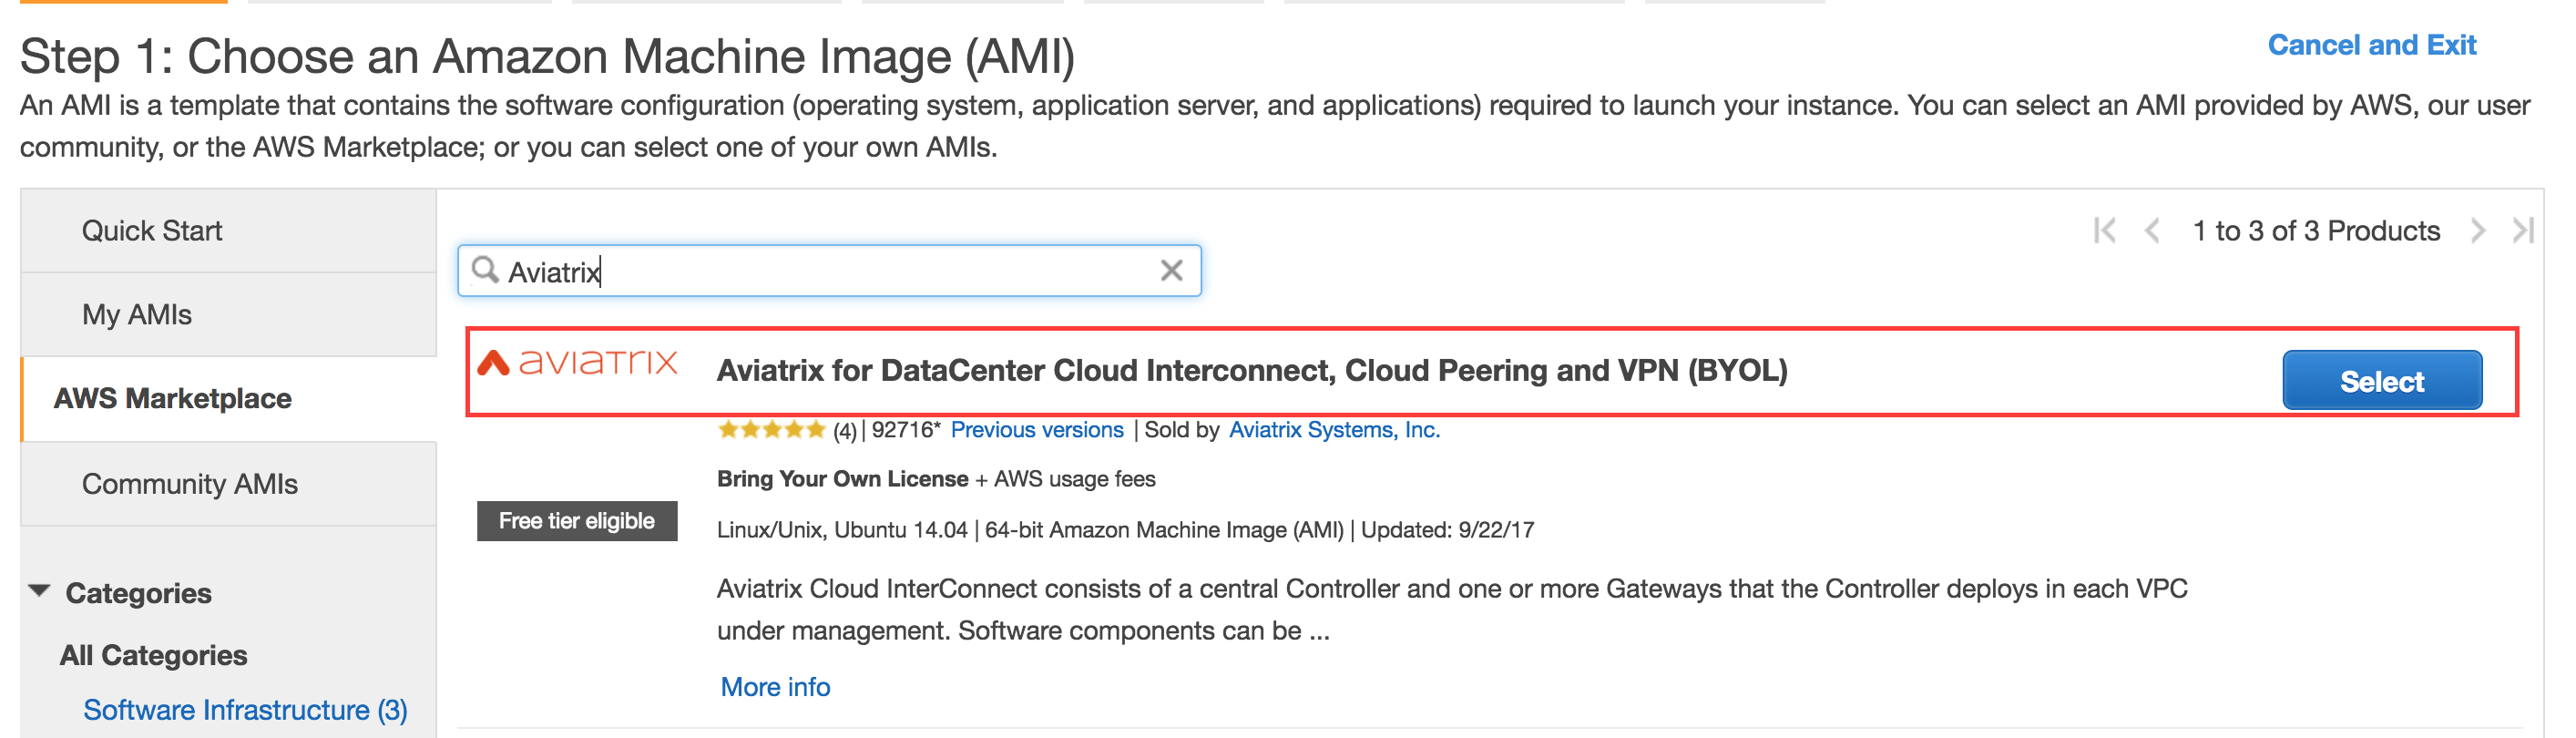 Step 1: Choose an Amazon Machine Image (AMI)
Cancel and Exit
An AMI is a template that contains the software configuration (operating system, application server, and applications) required to launch your instance. You can select an AMI provided by AWS, our user
community, or the AWS Marketplace; or you can select one of your own AMIs.
Quick Start
My AMIs
AWS Marketplace
Community AMIs
Categories
All Categories
Software Infrastructure (3)
1 to 3 of 3 Products
Aviatrix
aviatrix
Aviatrix for DataCenter Cloud Interconnect, Cloud Peering and VPN (BYOL)
Select
(4) | 92716* Previous versions | Sold by Aviatrix Systems, Inc.
Bring Your Own License + AWS usage fees
Free tier eligible
Linux/Unix, Ubuntu 14.04 | 64-bit Amazon Machine Image (AMI) | Updated: 9/22/17
Aviatrix Cloud InterConnect consists of a central Controller and one or more Gateways that the Controller deploys in each VPC
under management. Software components can be ...
More info